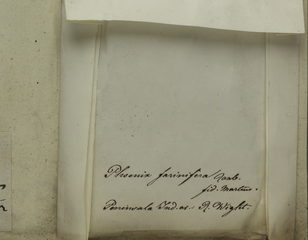 Phoenix farinifera Roxb.
fid. Martius.
Peninsula Ind. or. R. Wight.